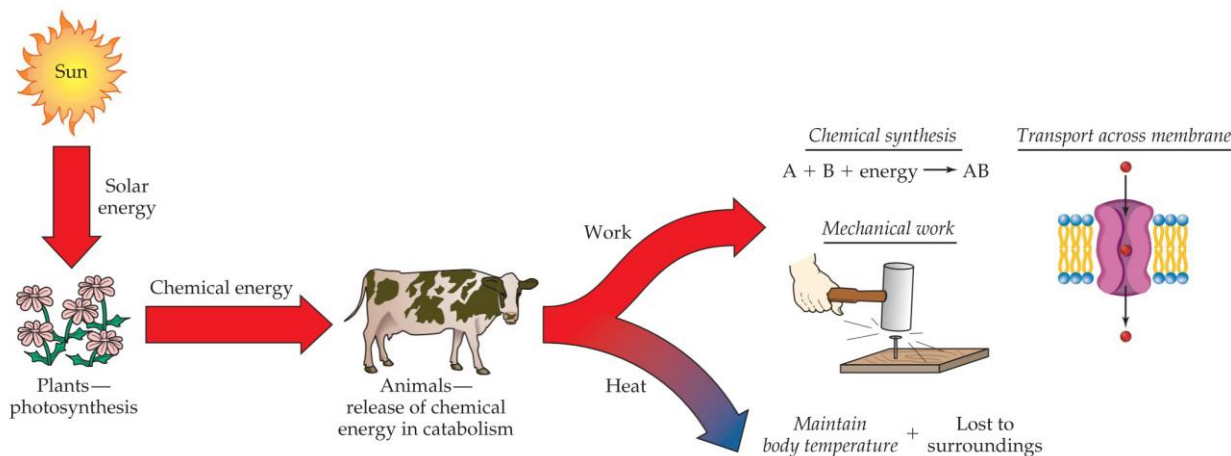 Sun
Solar
energy
Plants—
photosynthesis
Chemical energy
Animals—
release of chemical
energy in catabolism
Work
Heat
Chemical synthesis
A + B + energy → AB
Transport across membrane
Mechanical work
Maintain
body temperature
+
Lost to
surroundings